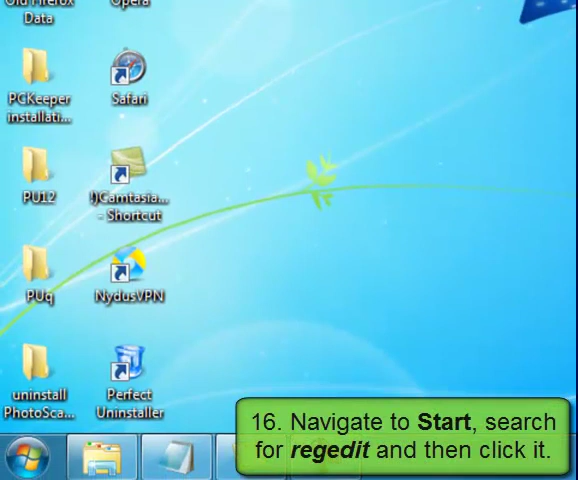 Old Firefox
Data
Opera
PCKeeper
installati...
Safari
PU12
!)Camtasia...
- Shortcut
PUq
NydusVPN
uninstall
PhotoSca...
Perfect
Uninstaller
16. Navigate to Start, search
for regedit and then click it.